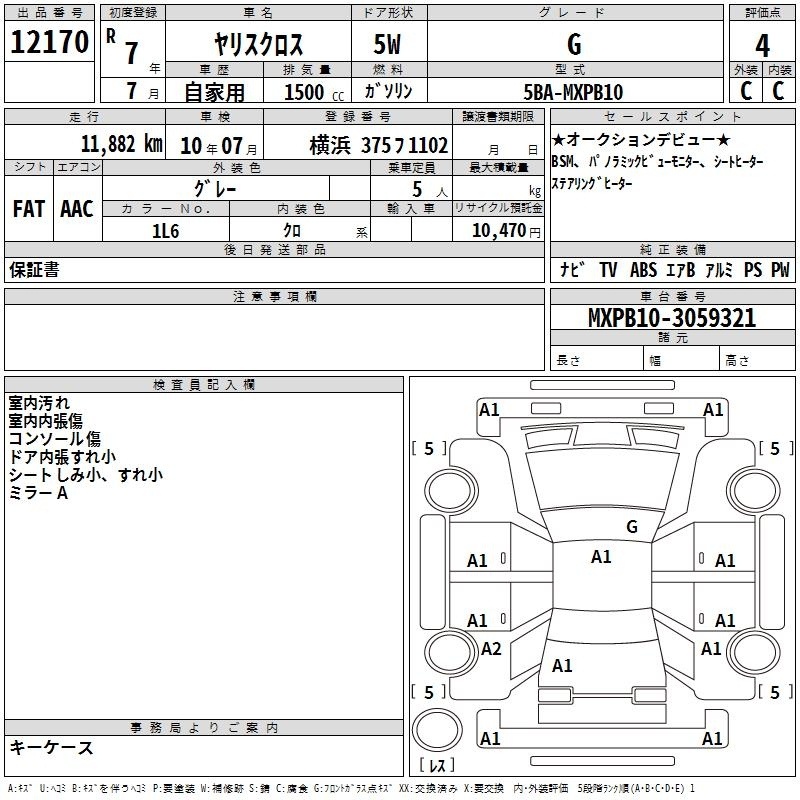 出品番号 初度登録 車名 ドア形状 グレード 評価点
12170 R 7 年 ヤリスクロス 5W G 4
車歴 排気量 燃料 型式 外装 内装
7 月 自家用 1500 CC ガソリン 5BA-MXPB10 C C
走行 車検 登録番号 譲渡書類期限 セールスポイント
11,882 km 10 年 07 月 横浜 375フ1102 月 日
★オークションデビュー★
BSM、パノラミックビューモニター、シートヒーター
ステアリングヒーター
シフト エアコン 外装色 乗車定員 最大積載量
FAT AAC グレー 5 人 kg
カラーNo. 内装色 輸入車 リサイクル預託金
1L6 クロ 系 10,470 円
後日発送部品 純正装備
保証書 ナビ TV ABS エアB アルミ PS PW
注意事項欄 車台番号
MXPB10-3059321
諸元
長さ 幅 高さ
検査員記入欄
室内汚れ
室内内張傷
コンソール傷
ドア内張すれ小
シートしみ小、すれ小
ミラーA
A1 A1
[ 5 ] [ 5 ]
G
A1 A1 A1
A1 A1
A2 A1
A1
[ 5 ] [ 5 ]
A1 A1
[ レス ]
事務局よりご案内
キーケース
A:キズ U:ヘコミ B:キズを伴うヘコミ P:要塗装 W:補修跡 S:錆 C:腐食 G:フロントガラス点キズ XX:交換済み X:要交換 内・外装評価 5段階ランク順(A・B・C・D・E) 1